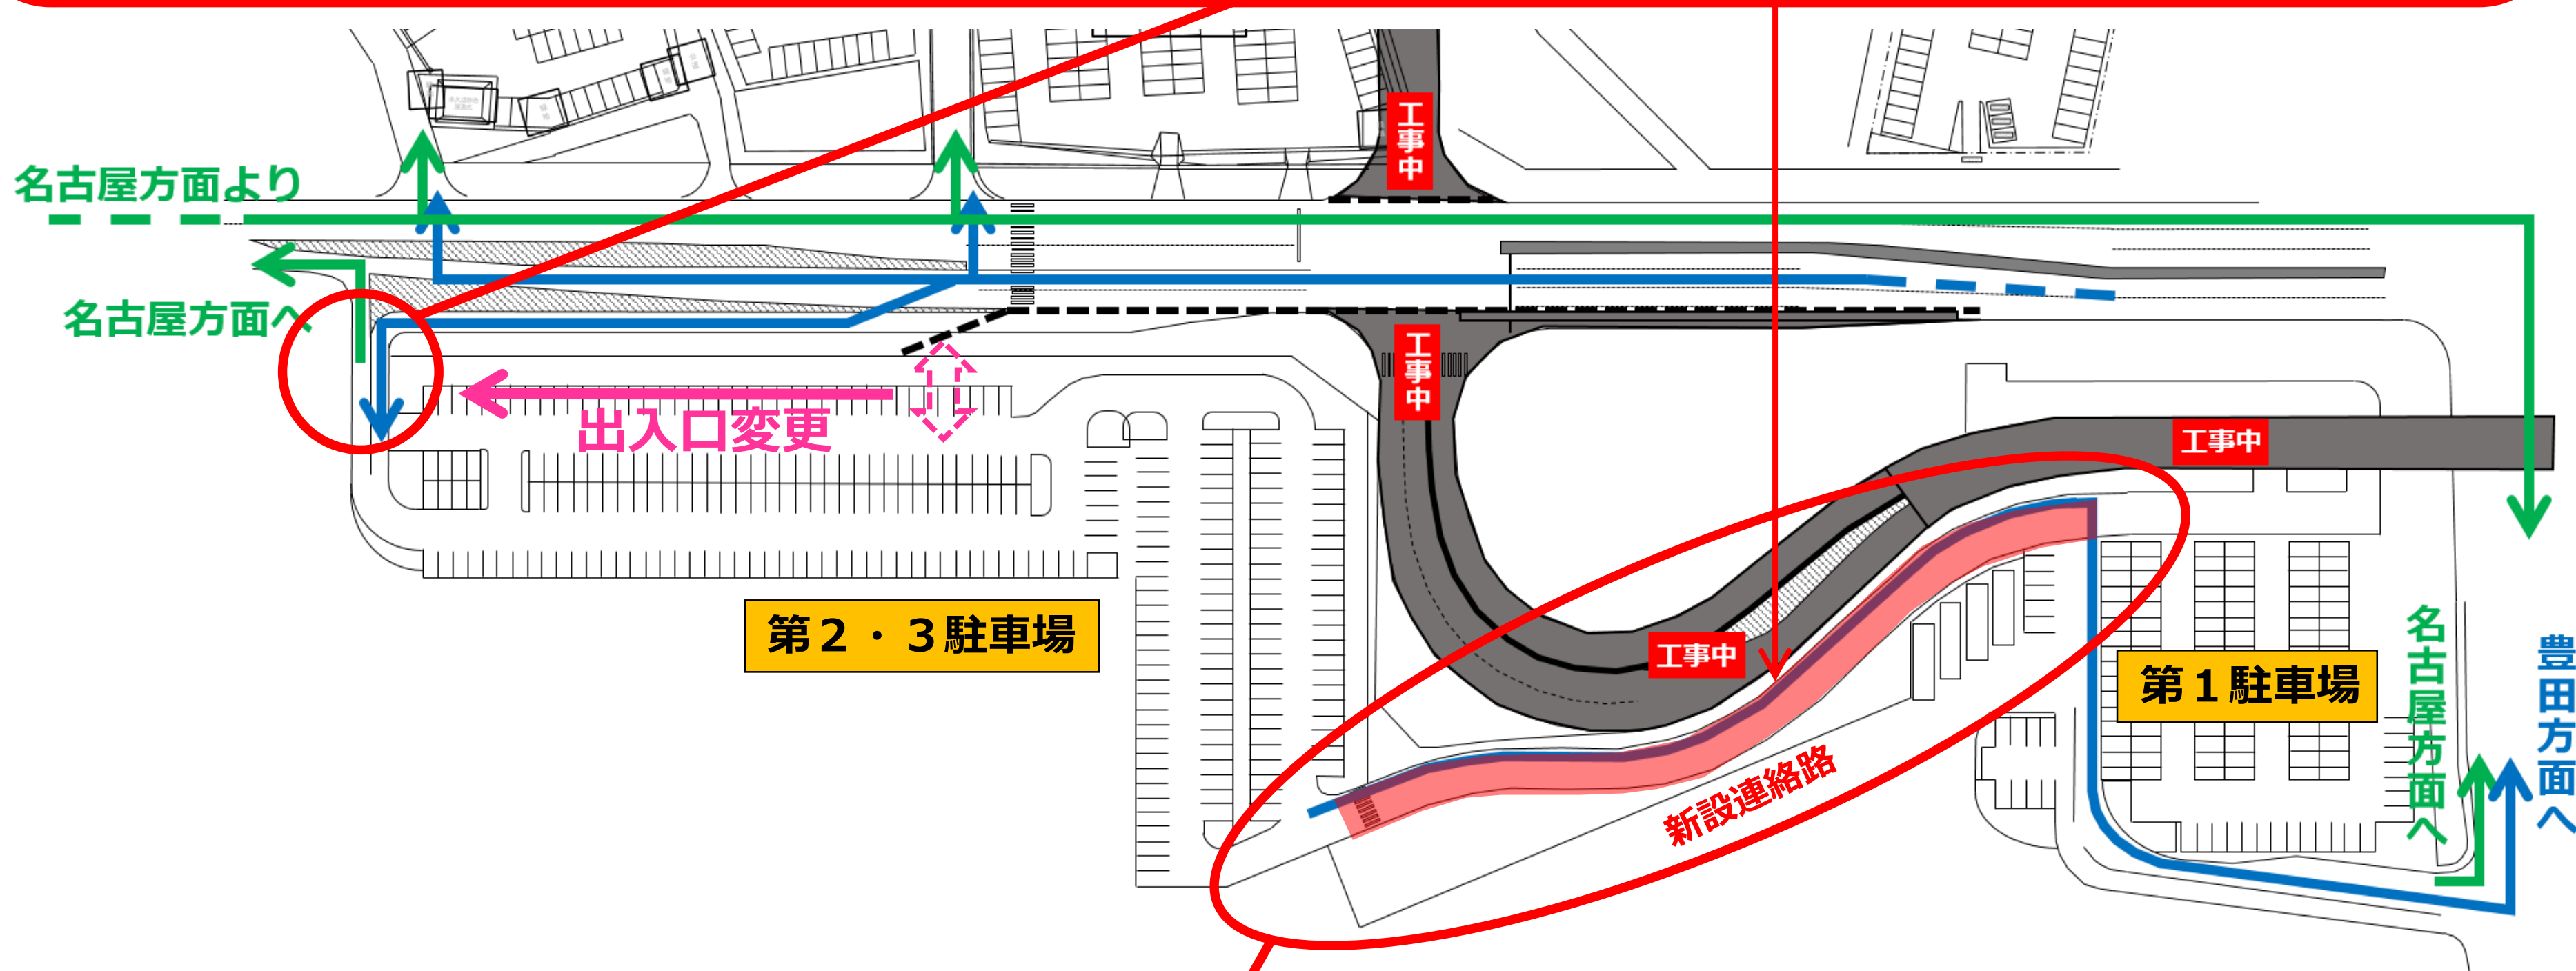 工事中
名古屋方面より
名古屋方面へ
工事中
出入口変更
工事中
工事中
第２・３駐車場
第１駐車場
新設連絡路
名古屋方面へ
豊田方面へ